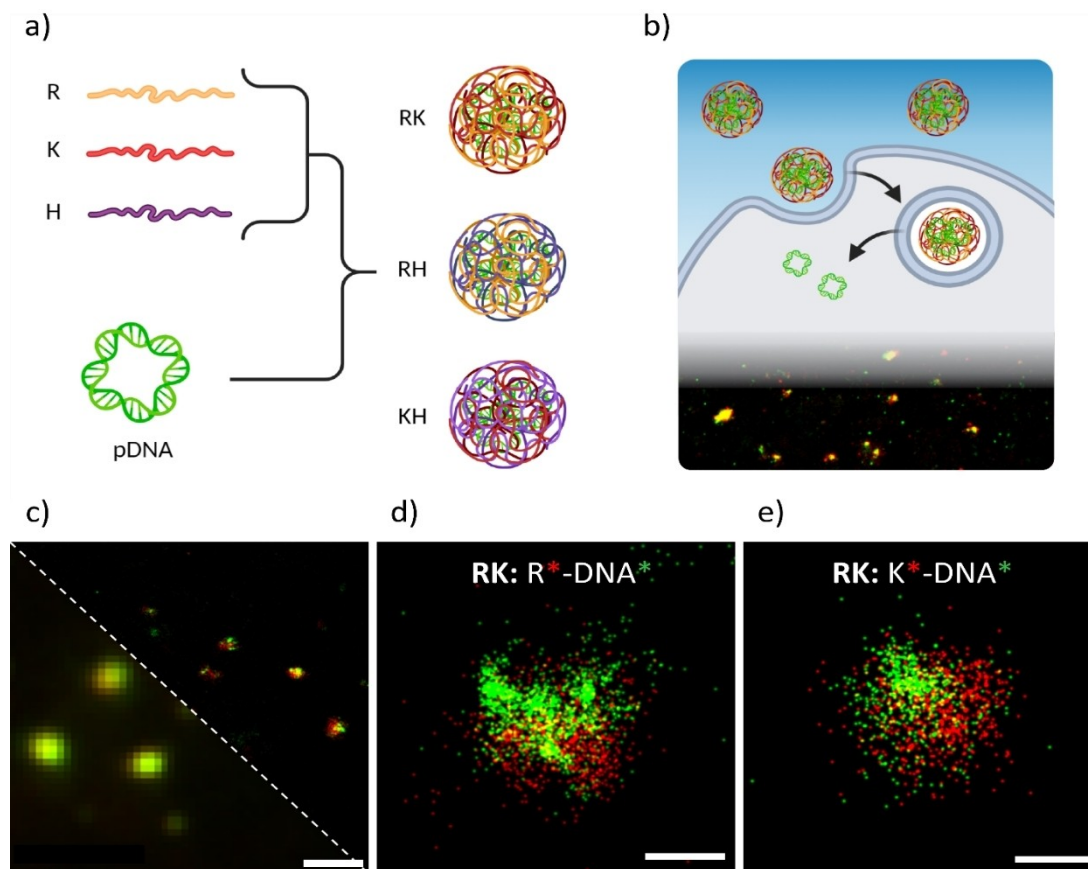 a)
R
K
H
pDNA
RK
RH
KH
b)
c)
d)
RK: R*-DNA*
e)
RK: K*-DNA*